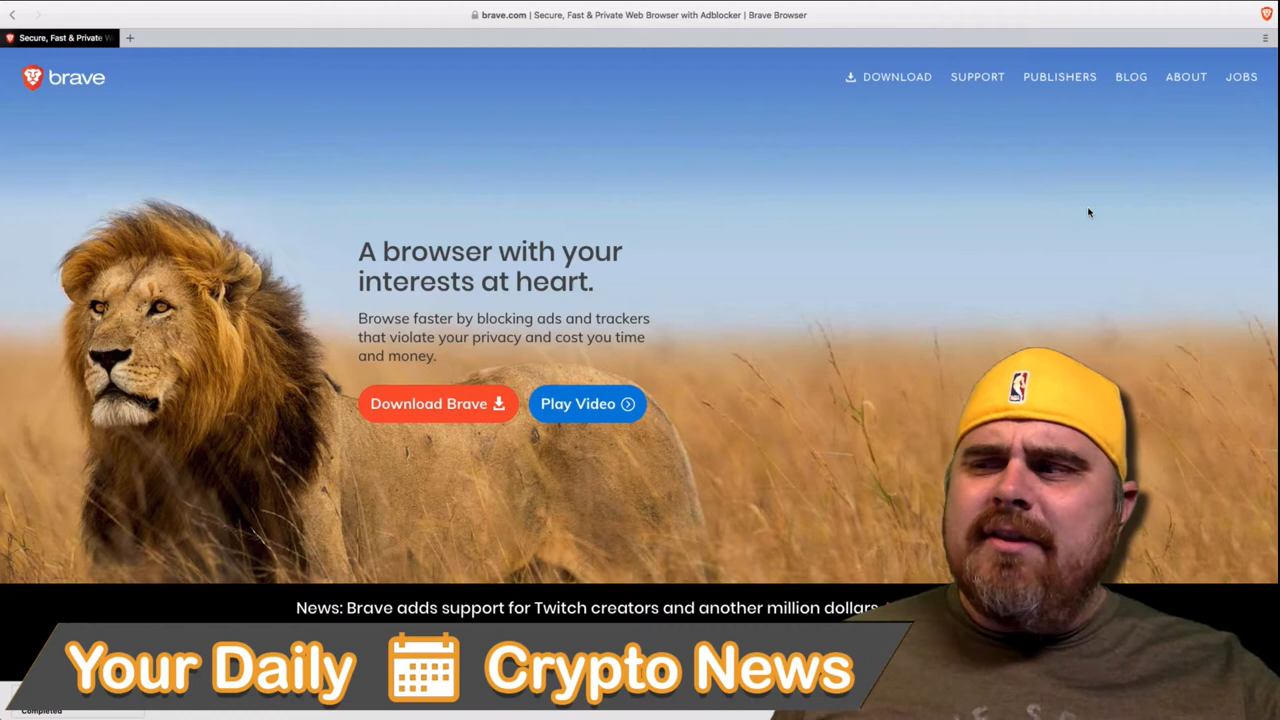 brave.com | Secure, Fast & Private Web Browser with Adblocker | Brave Browser
Secure, Fast & Private W
brave
DOWNLOAD
SUPPORT
PUBLISHERS
BLOG
ABOUT
JOBS
A browser with your
interests at heart.
Browse faster by blocking ads and trackers
that violate your privacy and cost you time
and money.
Download Brave
Play Video
News: Brave adds support for Twitch creators and another million dollars
Your Daily Crypto News
Completed